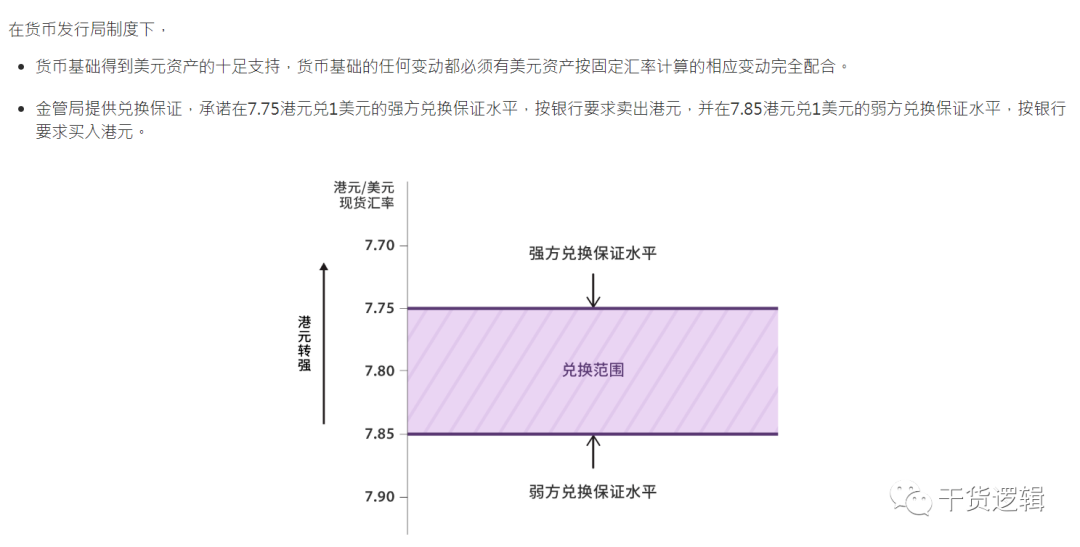 在货币发行局制度下，
货币基础得到美元资产的十足支持，货币基础的任何变动都必须有美元资产按固定汇率计算的相应变动完全配合。
金管局提供兑换保证，承诺在7.75港元兑1美元的强方兑换保证水平，按银行要求卖出港元，并在7.85港元兑1美元的弱方兑换保证水平，按银行
要求买入港元。
港元/美元
现货汇率
7.70
强方兑换保证水平
7.75
港元转强
7.80
兑换范围
7.85
弱方兑换保证水平
7.90
干货逻辑